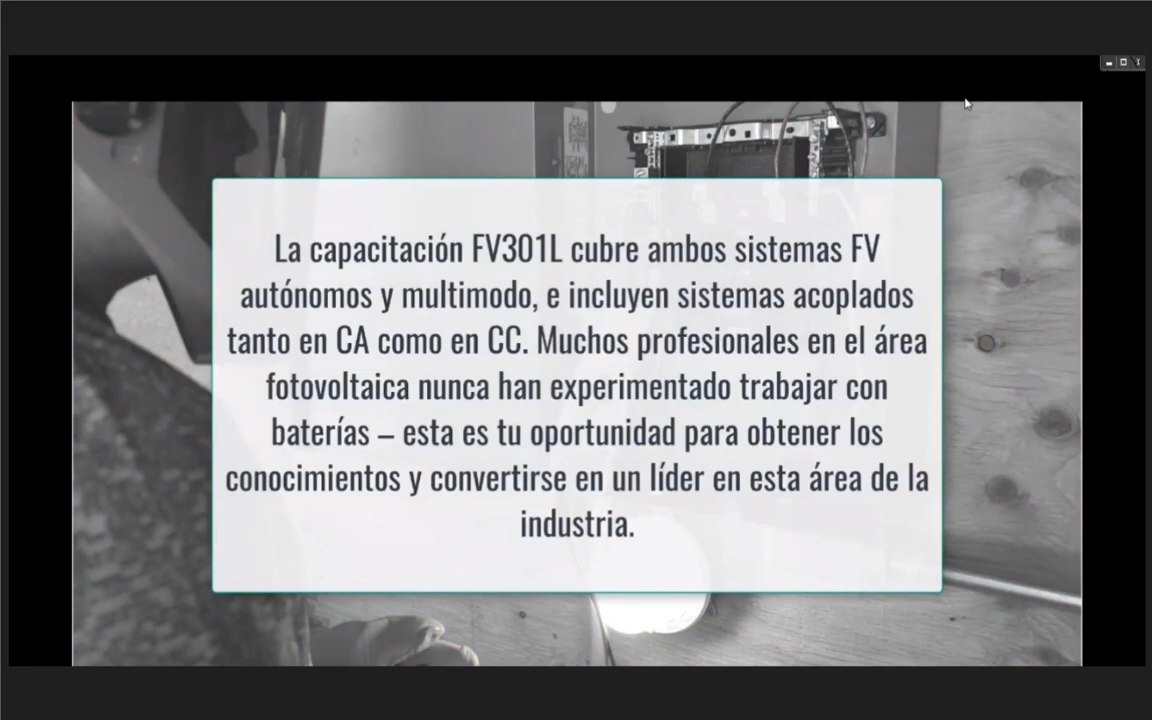 La capacitación FV301L cubre ambos sistemas FV
autónomos y multimodo, e incluyen sistemas acoplados
tanto en CA como en CC. Muchos profesionales en el área
fotovoltaica nunca han experimentado trabajar con
baterías – esta es tu oportunidad para obtener los
conocimientos y convertirse en un líder en esta área de la
industria.